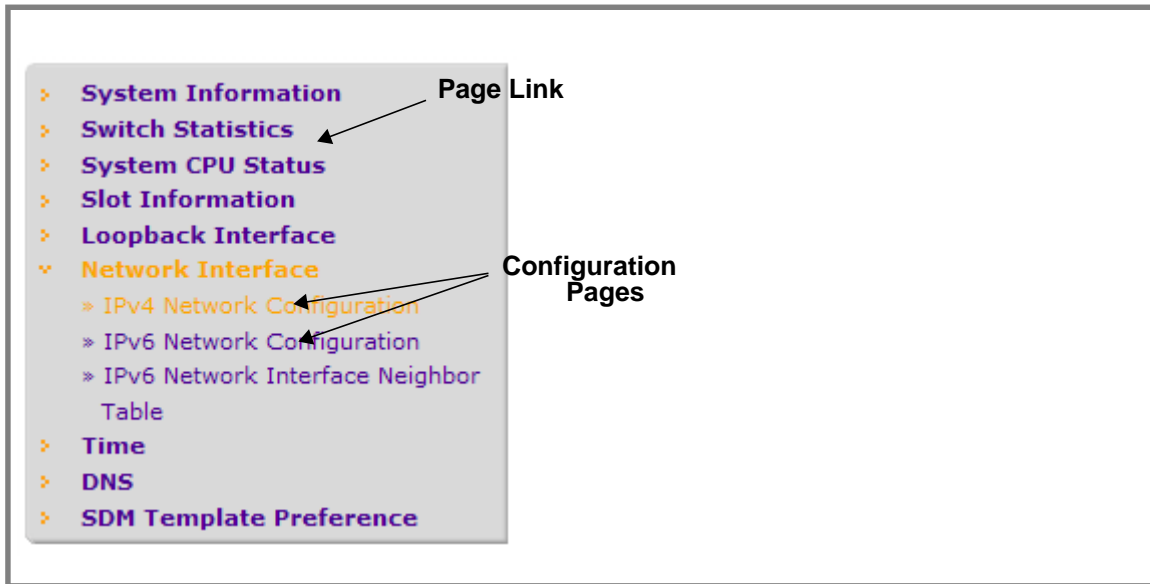 System Information
Page Link
Switch Statistics
System CPU Status
Slot Information
Loopback Interface
Network Interface
Configuration
Pages
» IPv4 Network Configuration
» IPv6 Network Configuration
» IPv6 Network Interface Neighbor
Table
Time
DNS
SDM Template Preference